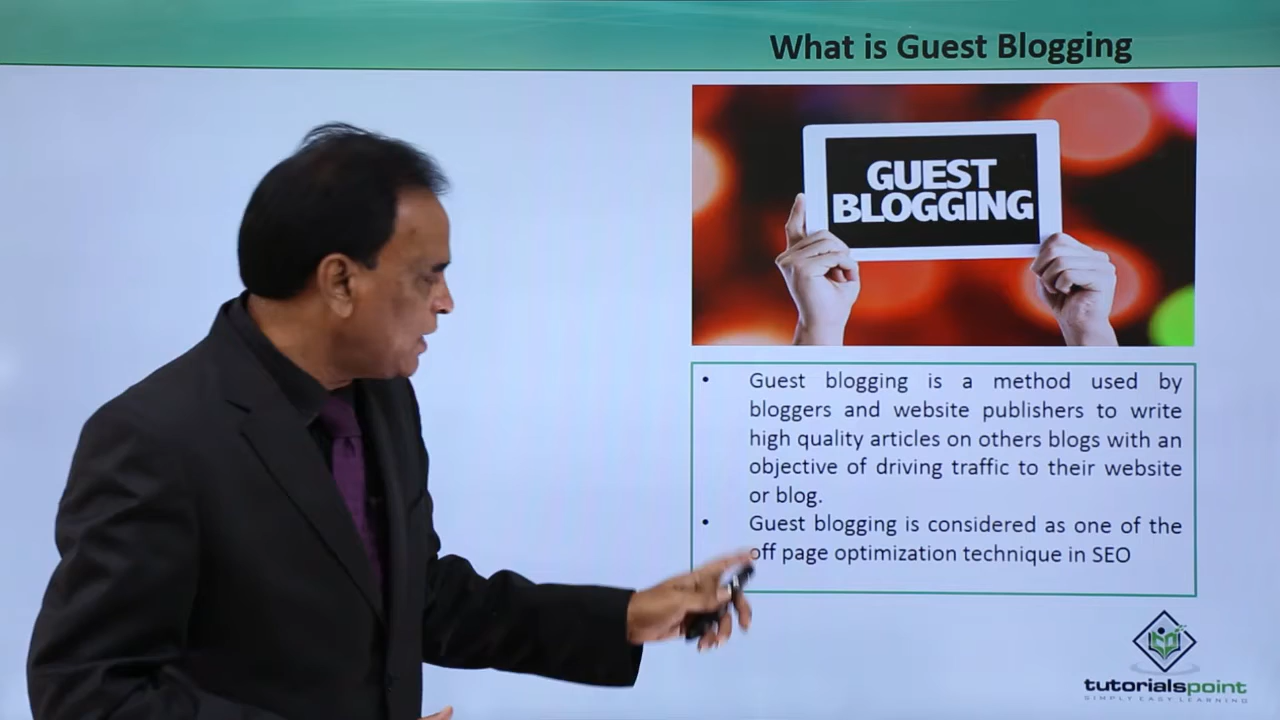 What is Guest Blogging
GUEST
BLOGGING
• Guest blogging is a method used by
bloggers and website publishers to write
high quality articles on others blogs with an
objective of driving traffic to their website
or blog.
• Guest blogging is considered as one of the
off page optimization technique in SEO
tutorialspoint
SIMPLY EASY LEARNING